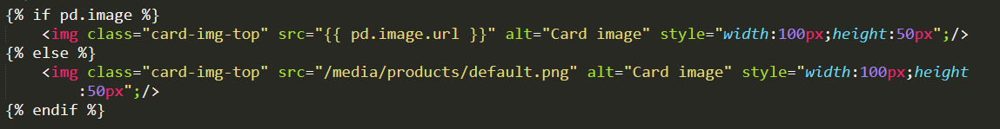 {% if pd.image %}
<img class="card-img-top" src="{{ pd.image.url }}" alt="Card image" style="width:100px;height:50px";/>
{% else %}
<img class="card-img-top" src="/media/products/default.png" alt="Card image" style="width:100px;height
:50px";/>
{% endif %}